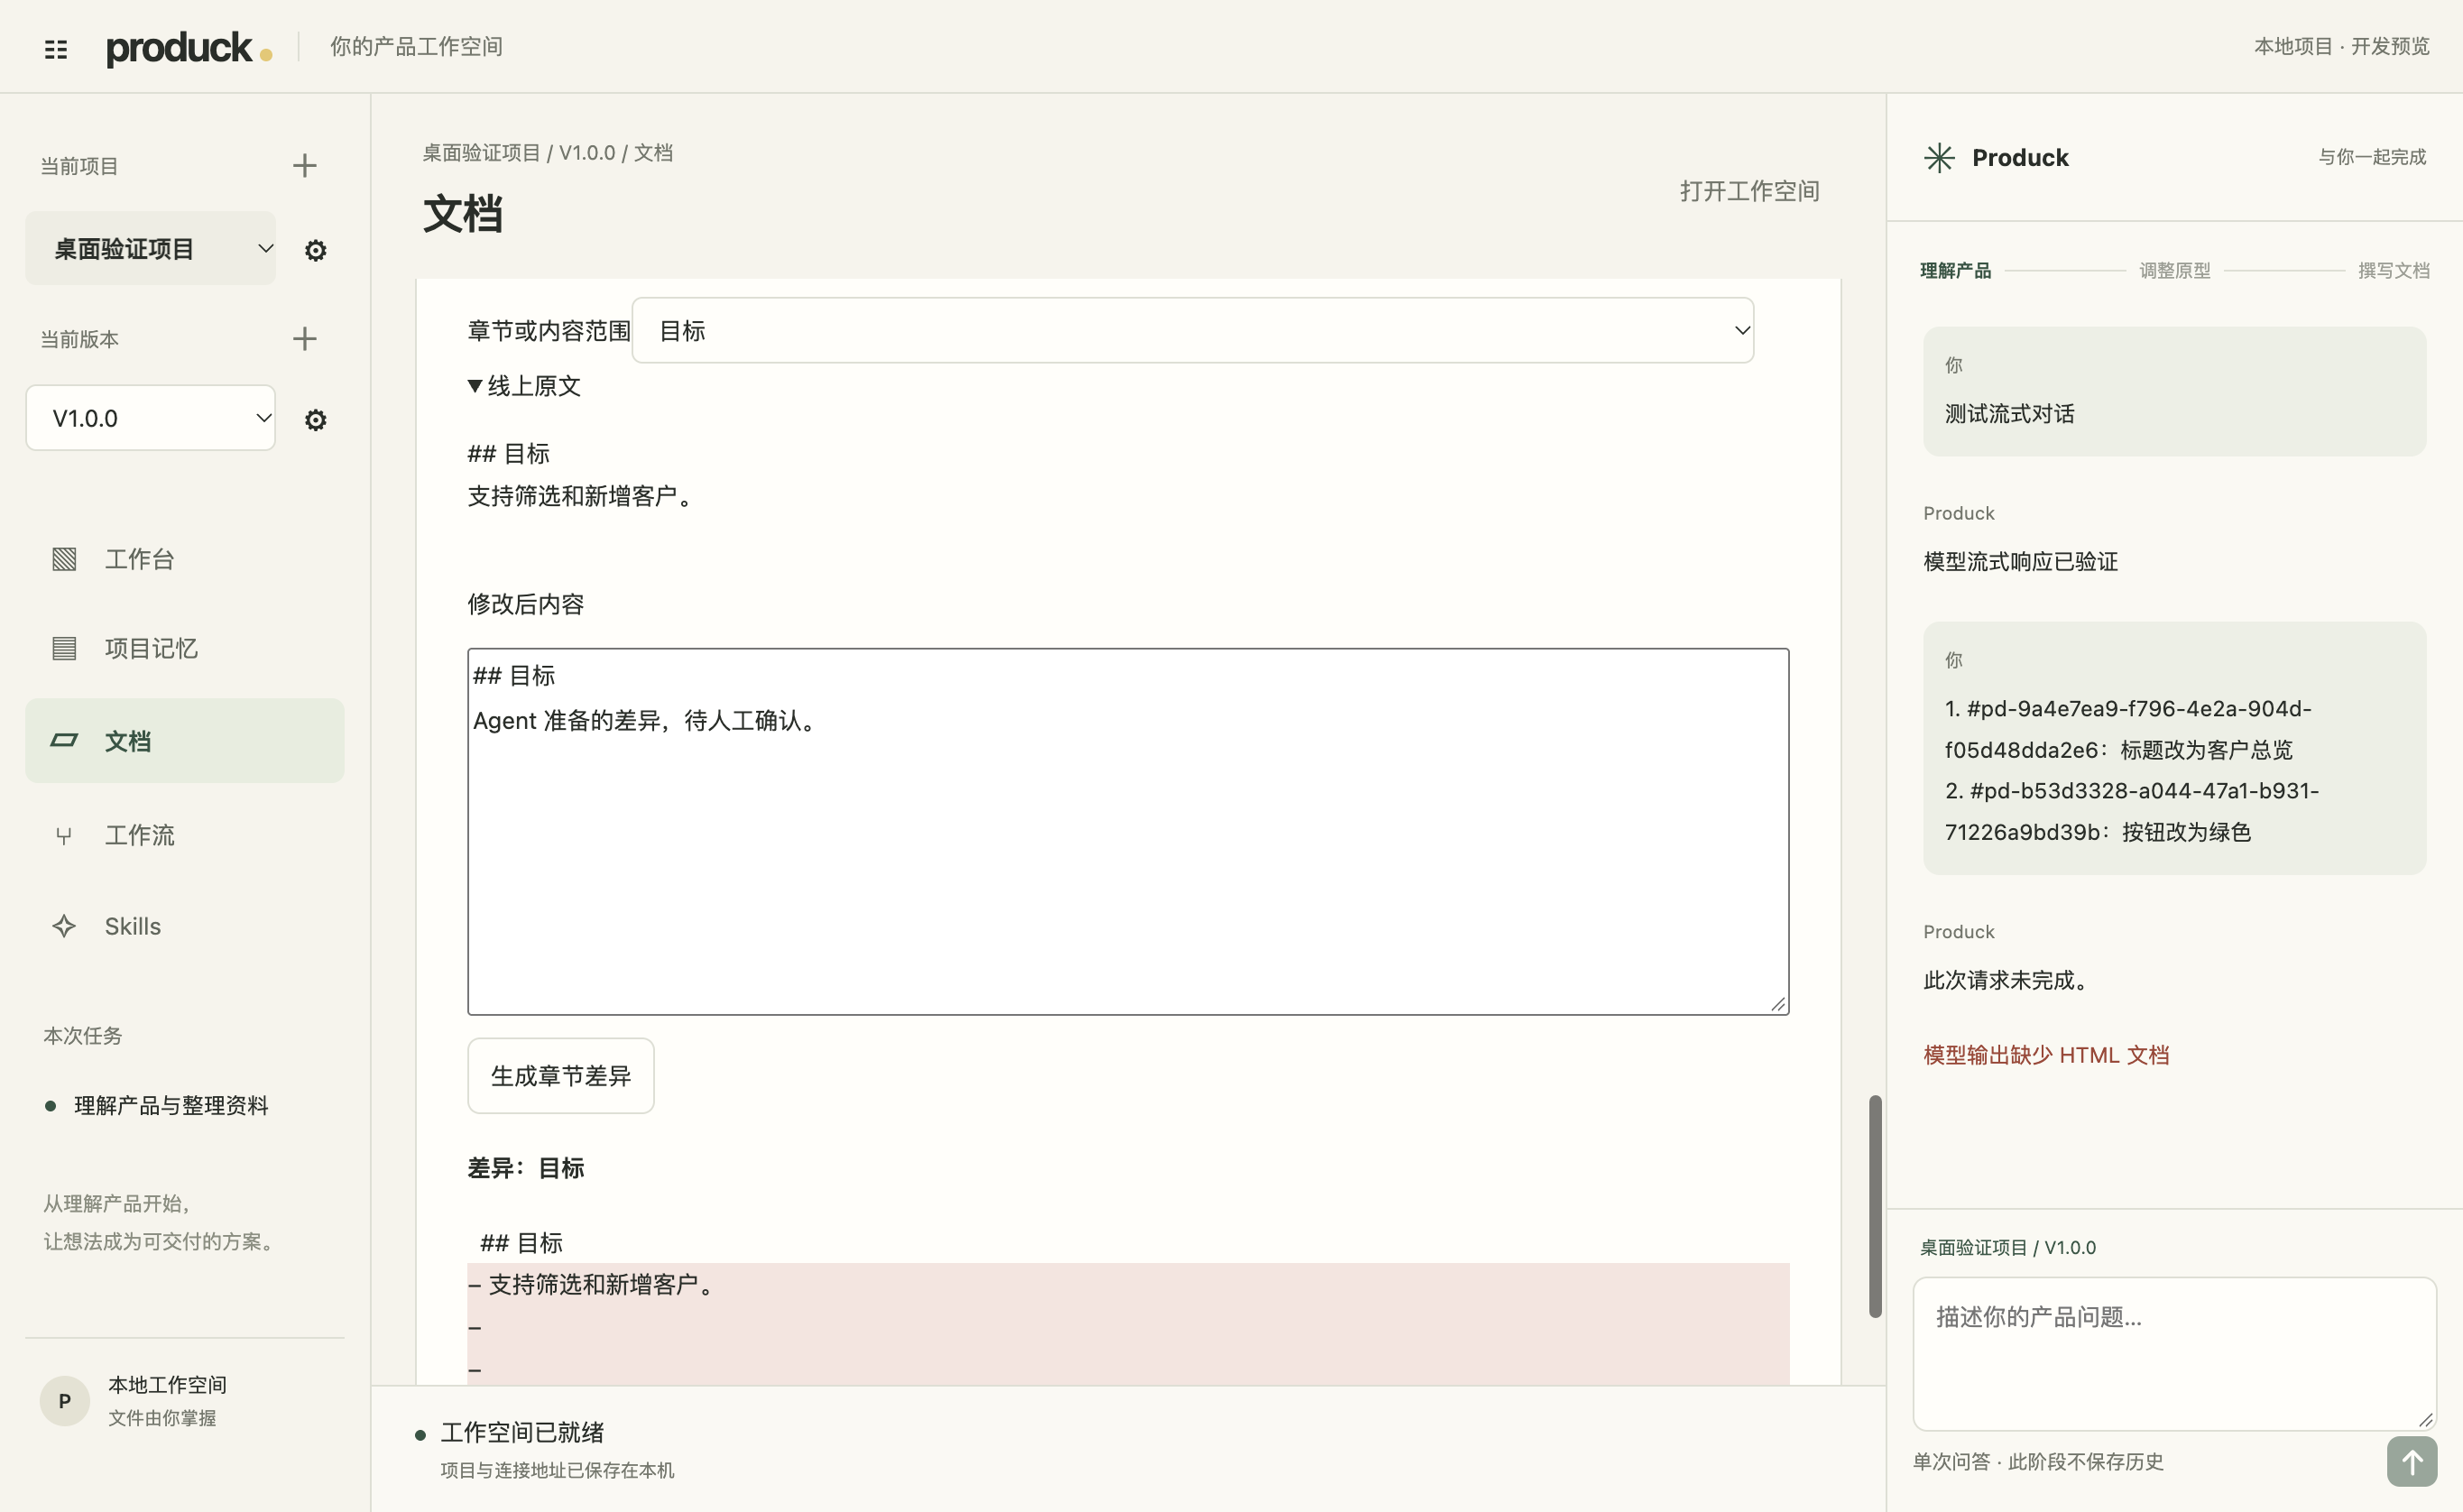 produck
你的产品工作空间
本地项目 · 开发预览
当前项目
桌面验证项目
当前版本
V1.0.0
工作台
项目记忆
文档
工作流
Skills
本次任务
理解产品与整理资料
从理解产品开始，
让想法成为可交付的方案。
P
本地工作空间
文件由你掌握
桌面验证项目 / V1.0.0 / 文档
文档
打开工作空间
章节或内容范围
目标
线上原文
## 目标
支持筛选和新增客户。
修改后内容
## 目标
Agent 准备的差异，待人工确认。
生成章节差异
差异：目标
## 目标
– 支持筛选和新增客户。
–
–
工作空间已就绪
项目与连接地址已保存在本机
Produck
与你一起完成
理解产品
调整原型
撰写文档
你
测试流式对话
Produck
模型流式响应已验证
你
1. #pd-9a4e7ea9-f796-4e2a-904d-
f05d48dda2e6：标题改为客户总览
2. #pd-b53d3328-a044-47a1-b931-
71226a9bd39b：按钮改为绿色
Produck
此次请求未完成。
模型输出缺少 HTML 文档
桌面验证项目 / V1.0.0
描述你的产品问题...
单次问答 · 此阶段不保存历史